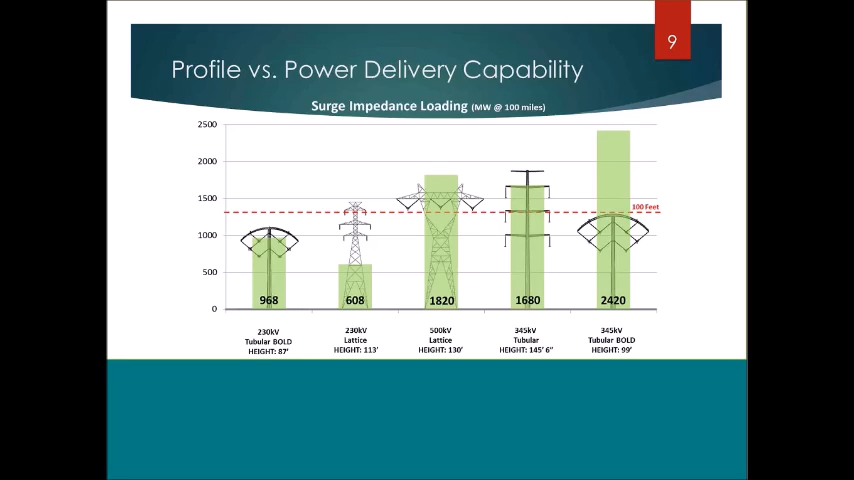 9
Profile vs. Power Delivery Capability
Surge Impedance Loading (MW @ 100 miles)
2500
2000
1500
1000
500
0
100 Feet
968
608
1820
1680
2420
230kV
Tubular BOLD
HEIGHT: 87'
230kV
Lattice
HEIGHT: 113'
500kV
Lattice
HEIGHT: 130'
345kV
Tubular
HEIGHT: 145' 6"
345kV
Tubular BOLD
HEIGHT: 99'